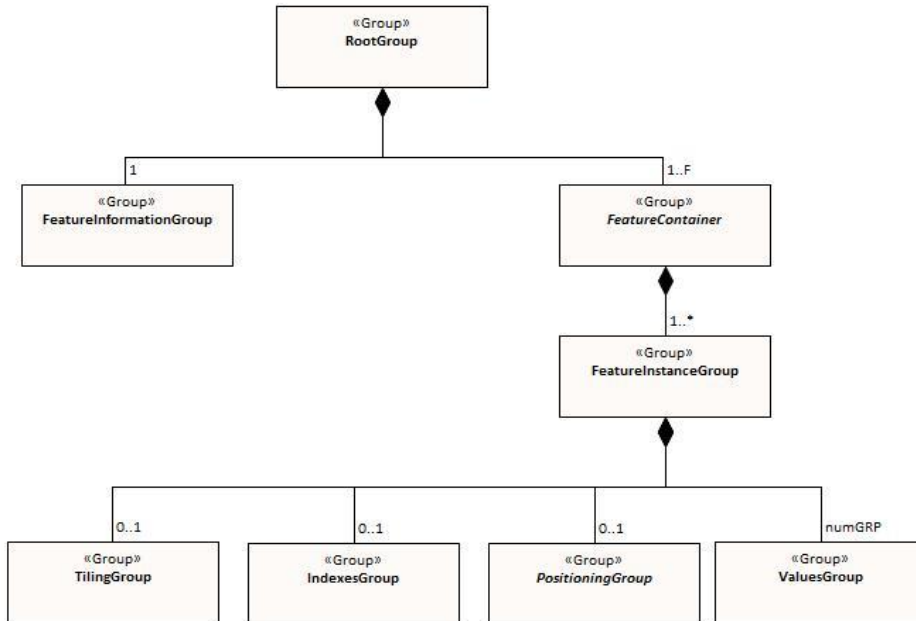 «Group»
RootGroup
1
1..F
«Group»
FeatureInformationGroup
«Group»
FeatureContainer
1..*
«Group»
FeatureInstanceGroup
0..1
0..1
0..1
numGRP
«Group»
TilingGroup
«Group»
IndexesGroup
«Group»
PositioningGroup
«Group»
ValuesGroup